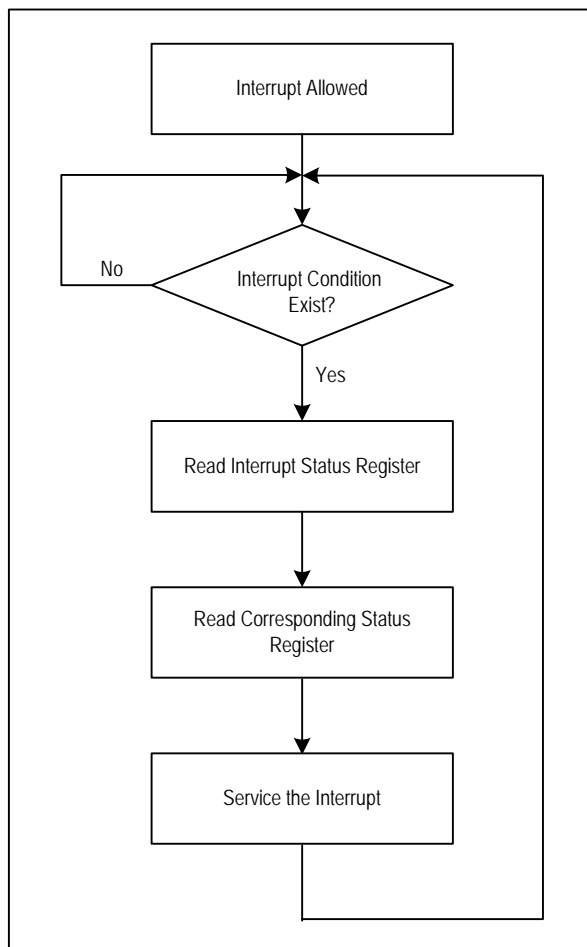 Interrupt Allowed
No
Interrupt Condition
Exist?
Yes
Read Interrupt Status Register
Read Corresponding Status
Register
Service the Interrupt